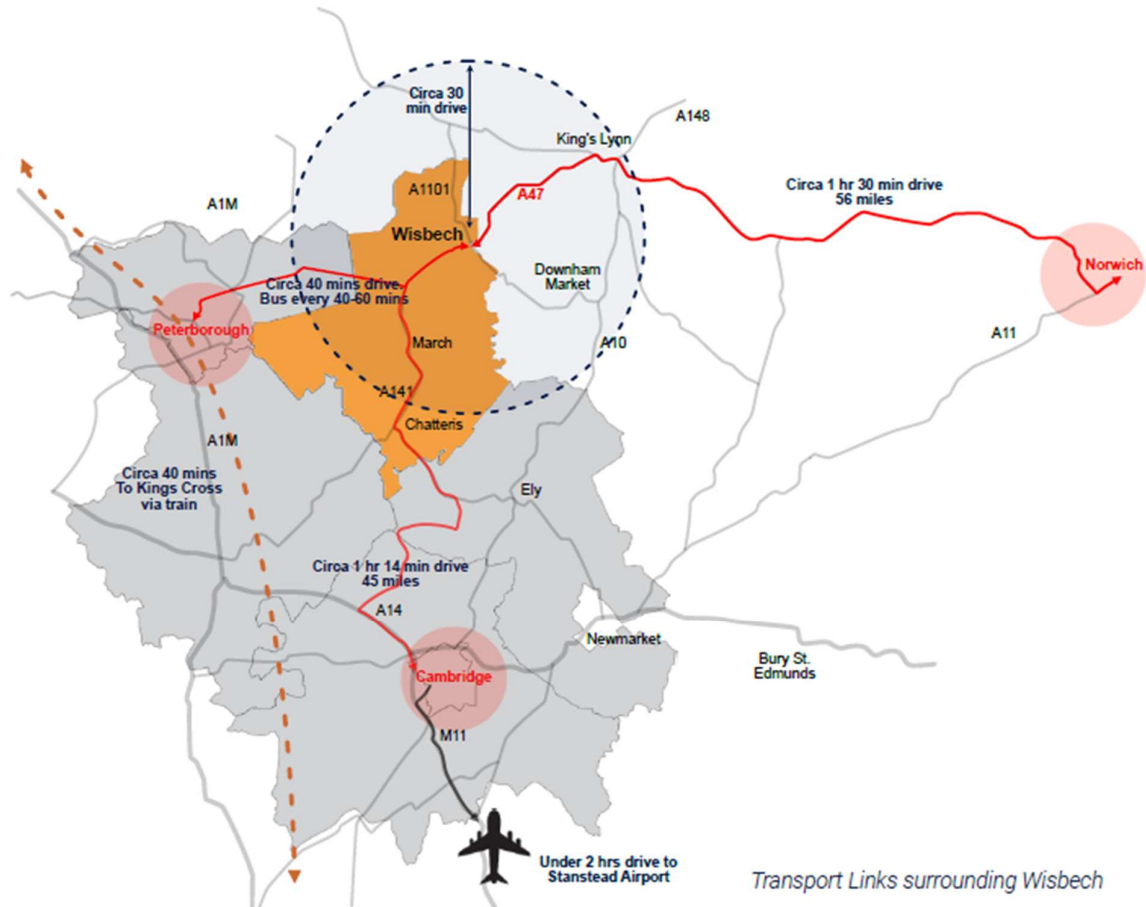 Circa 30
min drive
A148
King's Lynn
A1101
A47
Circa 1 hr 30 min drive
56 miles
A1M
Wisbech
Downham
Market
Norwich
Circa 40 mins drive.
Bus every 40-60 mins
Peterborough
March
A10
A11
A141
Chatteris
A1M
Circa 40 mins
To Kings Cross
via train
Ely
Circa 1 hr 14 min drive
45 miles
A14
Newmarket
Bury St.
Edmunds
Cambridge
M11
Under 2 hrs drive to
Stanstead Airport
Transport Links surrounding Wisbech